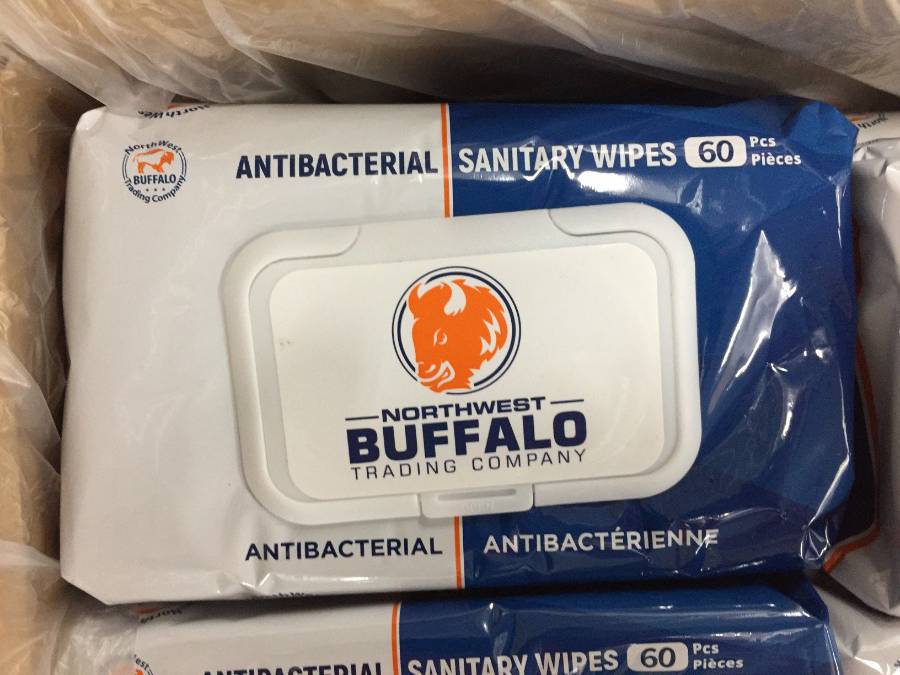 NorthWest
BUFFALO
Trading Company
ANTIBACTERIAL SANITARY WIPES 60 Pcs
Pièces
NORTHWEST
BUFFALO
TRADING COMPANY
ANTIBACTERIAL ANTIBACTÉRIENNE
ANTIBACTERIAL SANITARY WIPES 60 Pcs
Pièces